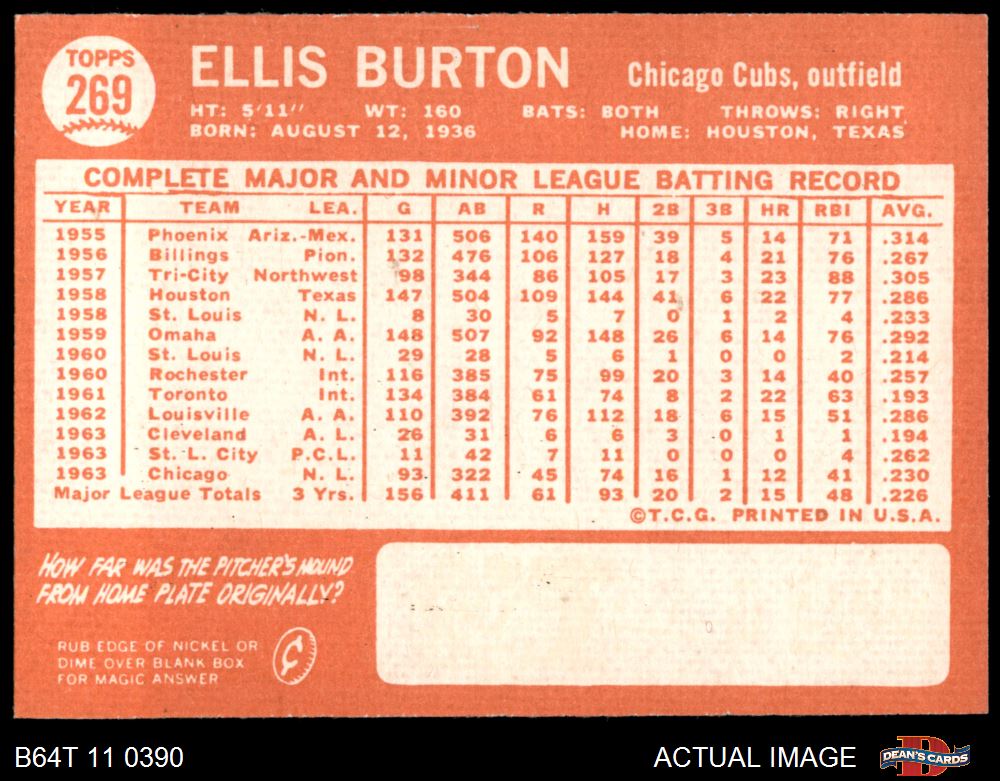 TOPPS
269
ELLIS BURTON
Chicago Cubs, outfield
HT: 5'11" WT: 160 BATS: BOTH THROWS: RIGHT
BORN: AUGUST 12, 1936 HOME: HOUSTON, TEXAS
COMPLETE MAJOR AND MINOR LEAGUE BATTING RECORD
YEAR TEAM LEA. G AB R H 2B 3B HR RBI AVG.
1955 Phoenix Ariz.-Mex. 131 506 140 159 39 5 14 71 .314
1956 Billings Pion. 132 476 106 127 18 4 21 76 .267
1957 Tri-City Northwest 98 344 86 105 17 3 23 88 .305
1958 Houston Texas 147 504 109 144 41 6 22 77 .286
1958 St. Louis N. L. 8 30 5 7 0 1 2 4 .233
1959 Omaha A. A. 148 507 92 148 26 6 14 76 .292
1960 St. Louis N. L. 29 28 5 6 1 0 0 2 .214
1960 Rochester Int. 116 385 75 99 20 3 14 40 .257
1961 Toronto Int. 134 384 61 74 8 2 22 63 .193
1962 Louisville A. A. 110 392 76 112 18 6 15 51 .286
1963 Cleveland A. L. 26 31 6 6 3 0 1 1 .194
1963 St. L. City P.C.L. 11 42 7 11 0 0 0 4 .262
1963 Chicago N. L. 93 322 45 74 16 1 12 41 .230
Major League Totals 3 Yrs. 156 411 61 93 20 2 15 48 .226
©T.C.G. PRINTED IN U.S.A.
HOW FAR WAS THE PITCHER'S MOUND
FROM HOME PLATE ORIGINALLY?
RUB EDGE OF NICKEL OR
DIME OVER BLANK BOX
FOR MAGIC ANSWER
¢
B64T 11 0390 ACTUAL IMAGE
DEAN'S CARDS